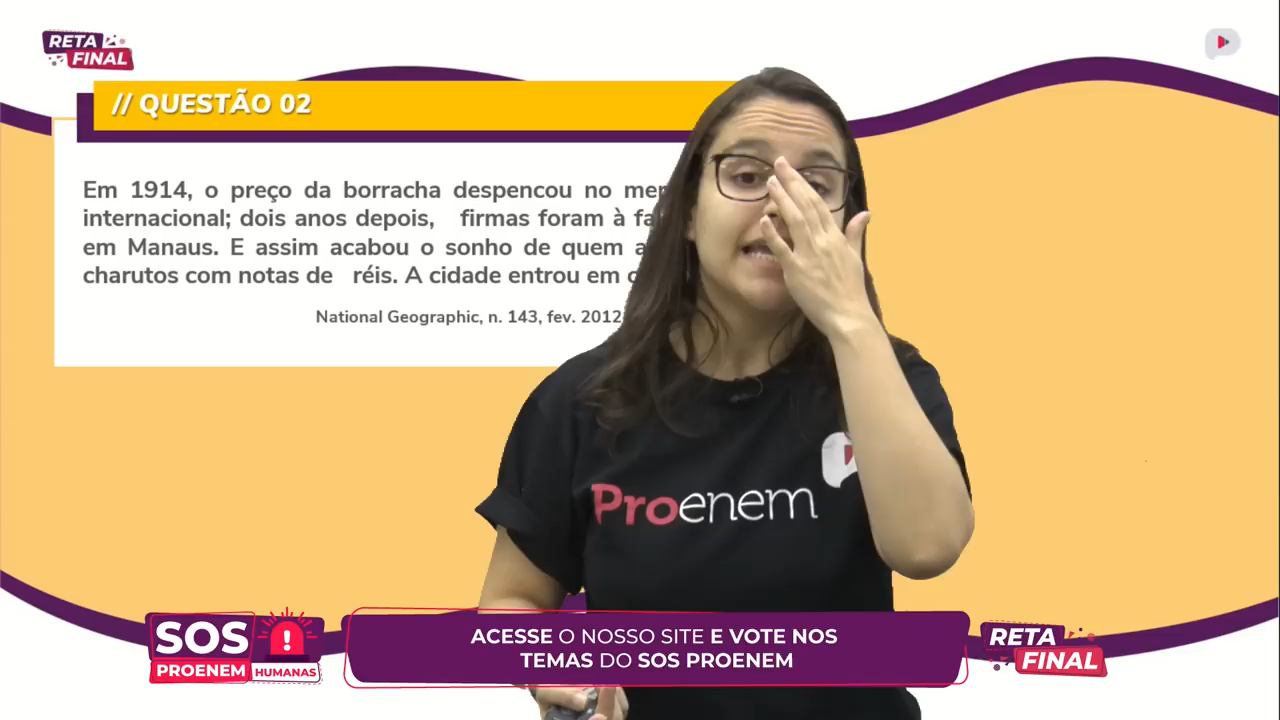 RETA
FINAL
// QUESTÃO 02
Em 1914, o preço da borracha despencou no
internacional; dois anos depois, firmas foram à
em Manaus. E assim acabou o sonho de quem
charutos com notas de réis. A cidade entrou em
National Geographic, n. 143, fev. 2012
Proenem
SOS
PROENEM
HUMANAS
ACESSE O NOSSO SITE E VOTE NOS
TEMAS DO SOS PROENEM
RETA
FINAL